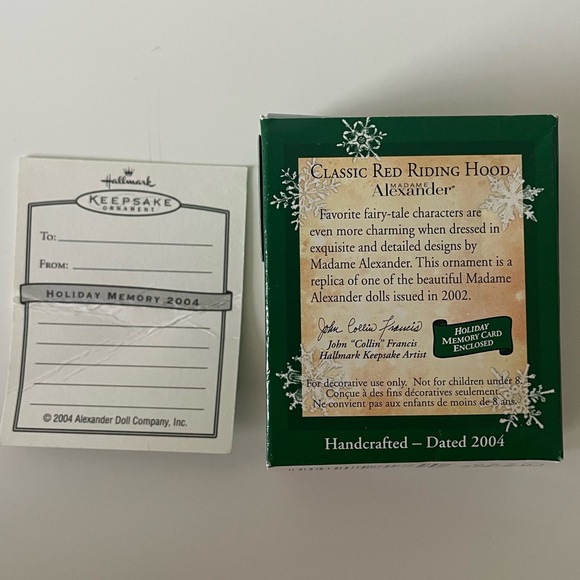 Hallmark
KEEPSAKE
ORNAMENT
TO:
FROM:
HOLIDAY MEMORY 2004
© 2004 Alexander Doll Company, Inc.
CLASSIC RED RIDING HOOD
MADAME
Alexander®
Favorite fairy-tale characters are
even more charming when dressed in
exquisite and detailed designs by
Madame Alexander. This ornament is a
replica of one of the beautiful Madame
Alexander dolls issued in 2002.
John Collin Francis
John "Collin" Francis
Hallmark Keepsake Artist
HOLIDAY
MEMORY CARD
ENCLOSED
For decorative use only. Not for children under 8.
Conçue à des fins décoratives seulement.
Ne convient pas aux enfants de moins de 8 ans.
Handcrafted – Dated 2004